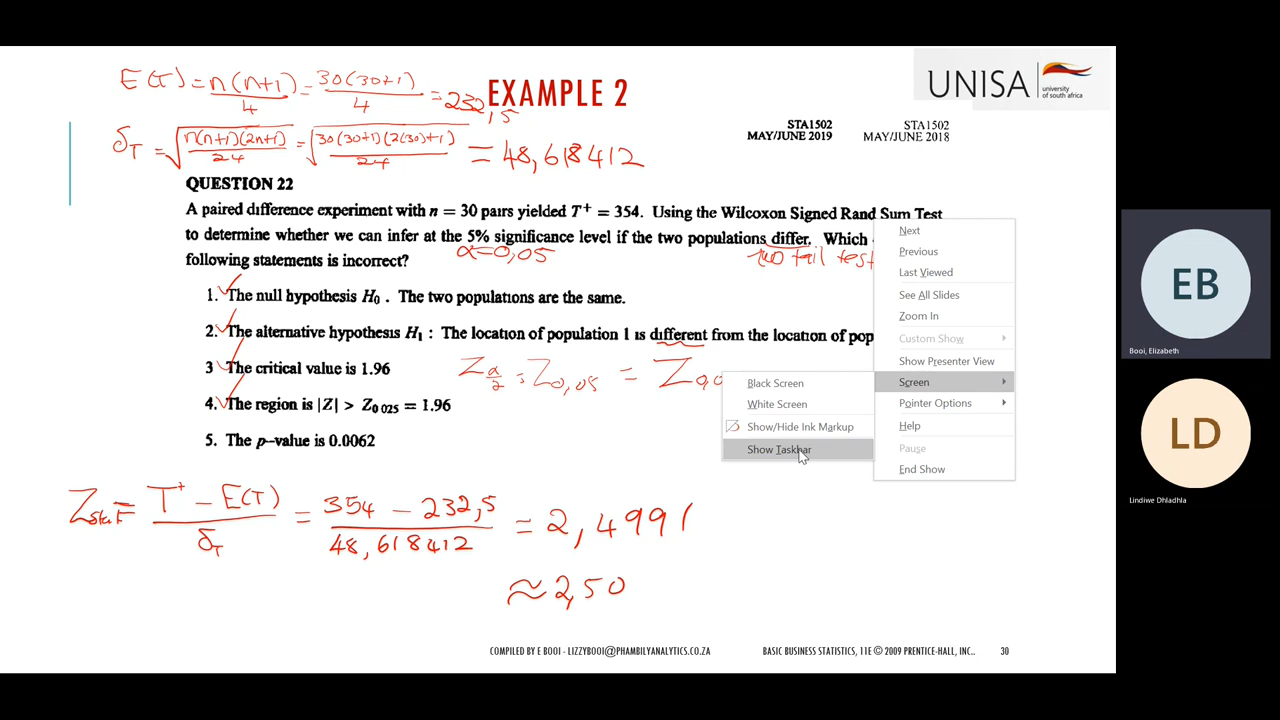 E(T) = n(n+1)/4 = 30(30+1)/4 = 232,5
EXAMPLE 2
UNISA
university
of south africa
STA1502
MAY/JUNE 2019
STA1502
MAY/JUNE 2018
δT = √n(n+1)(2n+1)/24 = √30(30+1)(2(30)+1)/24 = 48,618412
QUESTION 22
A paired difference experiment with n = 30 pairs yielded T+ = 354. Using the Wilcoxon Signed Rand Sum Test
to determine whether we can infer at the 5% significance level if the two populations differ. Which
α=0,05
two tail test
following statements is incorrect?
1. The null hypothesis H0 . The two populations are the same.
2. The alternative hypothesis H1 : The location of population 1 is different from the location of pop
3 The critical value is 1.96
Zα/2 = Z0,05 = Z0,0
4. The region is |Z| > Z0 025 = 1.96
5. The p–value is 0.0062
Zstat = T+ − E(T)/δT = 354 − 232,5/48,618412 = 2,4991
≈ 2,50
Next
Previous
Last Viewed
See All Slides
Zoom In
Custom Show
Show Presenter View
Screen
Pointer Options
Help
Pause
End Show
Black Screen
White Screen
Show/Hide Ink Markup
Show Taskbar
EB
Booi, Elizabeth
LD
Lindiwe Dhladhla
COMPILED BY E BOOI - LIZZYBOOI@PHAMBILYANALYTICS.CO.ZA
BASIC BUSINESS STATISTICS, 11E © 2009 PRENTICE-HALL, INC..
30